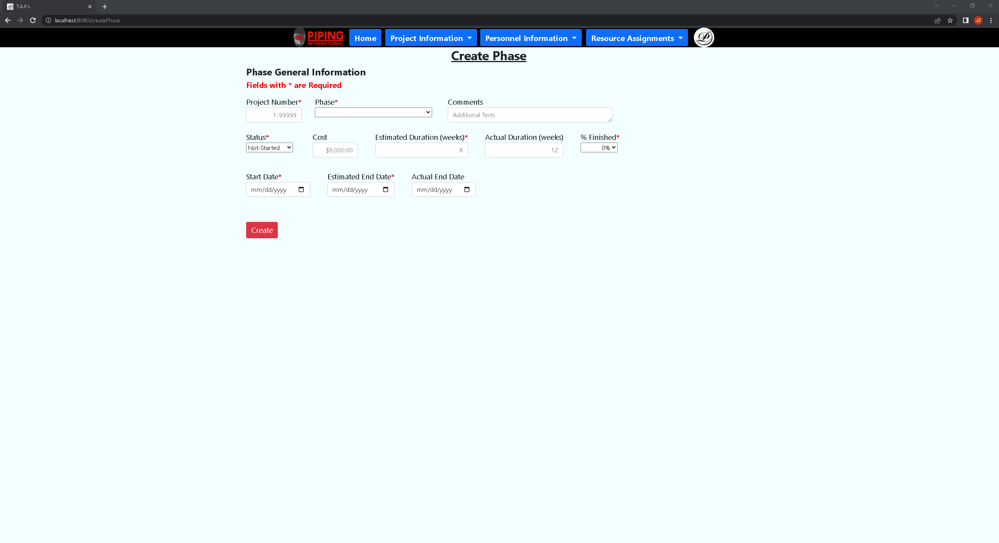 T.A.P.I.
localhost:8080/createPhase
JZ
PIPING
INTERNATIONAL
Home Project Information Personnel Information Resource Assignments
Create Phase
Phase General Information
Fields with * are Required
Project Number* Phase* Comments
1-99999 Additional Texts
Status* Cost Estimated Duration (weeks)* Actual Duration (weeks) % Finished*
Not-Started $6,000.00 6 12 0%
Start Date* Estimated End Date* Actual End Date
mm/dd/yyyy mm/dd/yyyy mm/dd/yyyy
Create